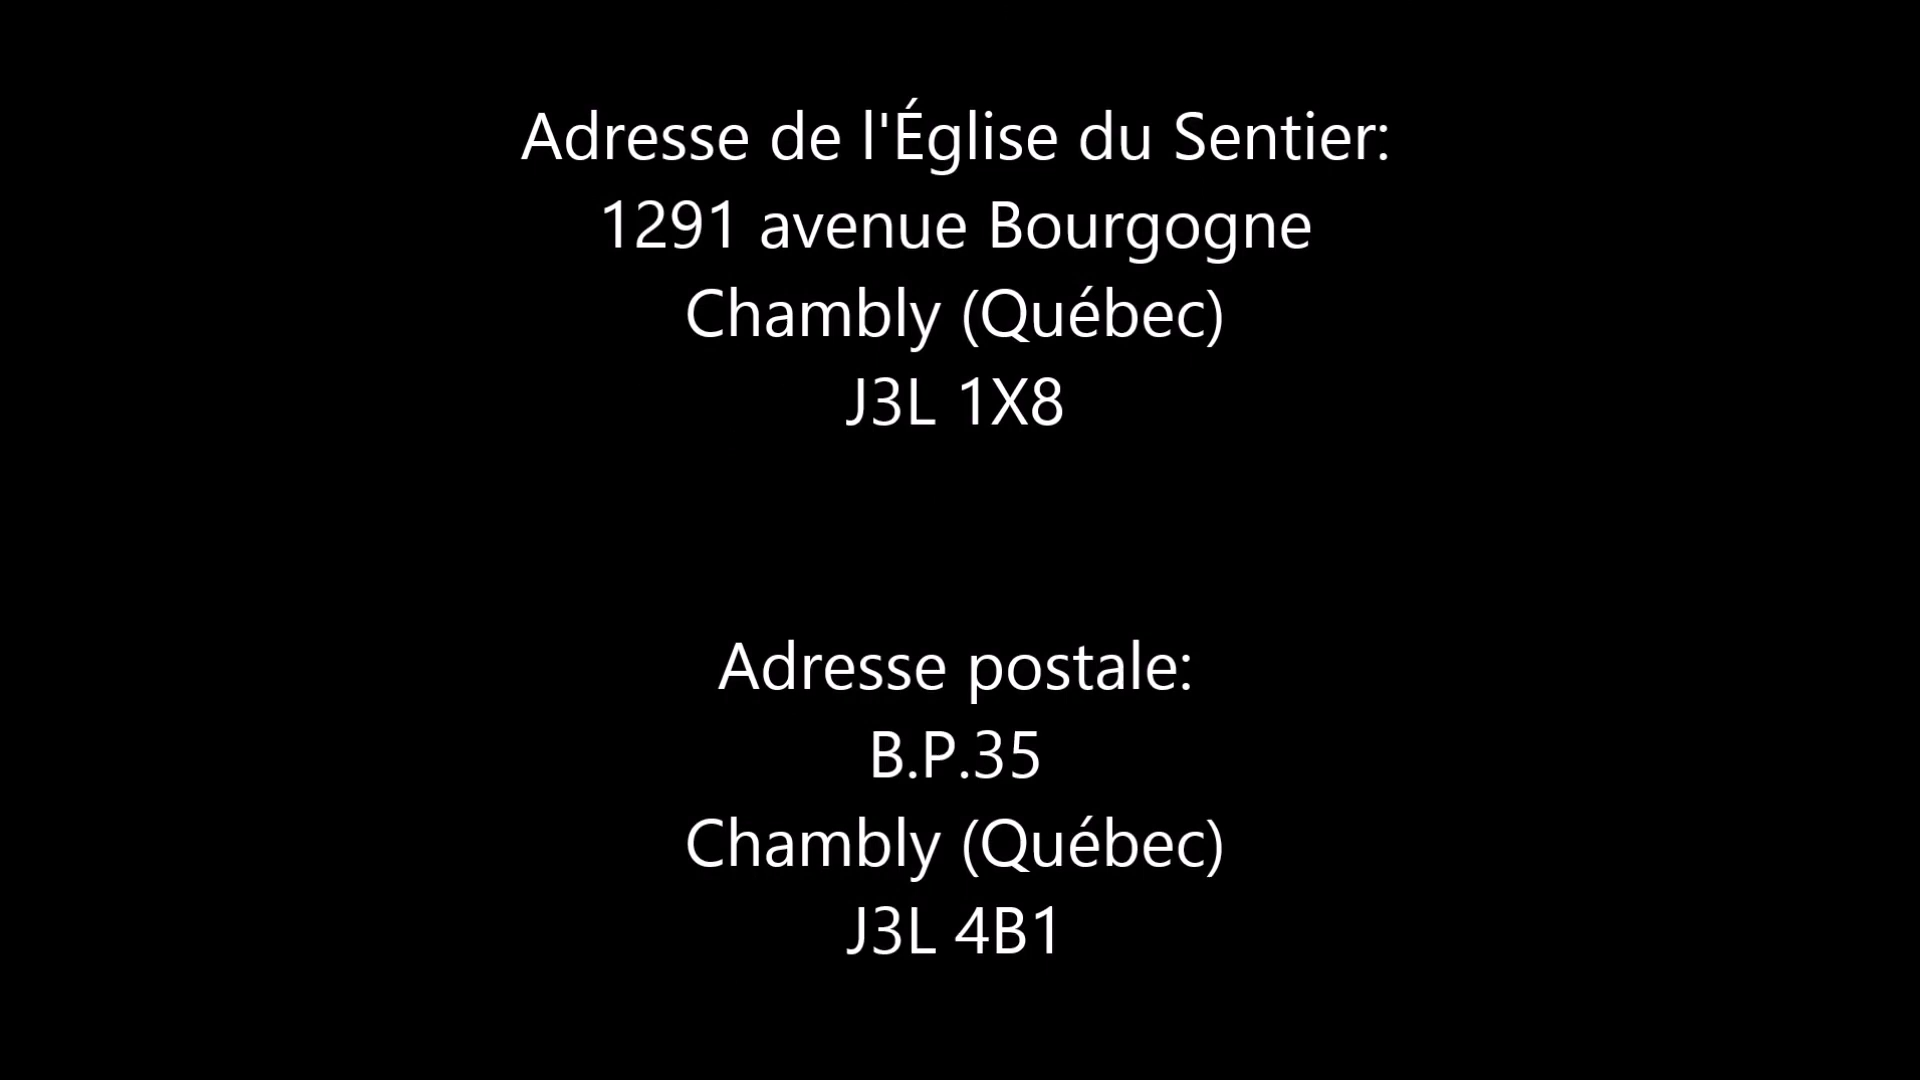 Adresse de l'Église du Sentier:
1291 avenue Bourgogne
Chambly (Québec)
J3L 1X8
Adresse postale:
B.P.35
Chambly (Québec)
J3L 4B1